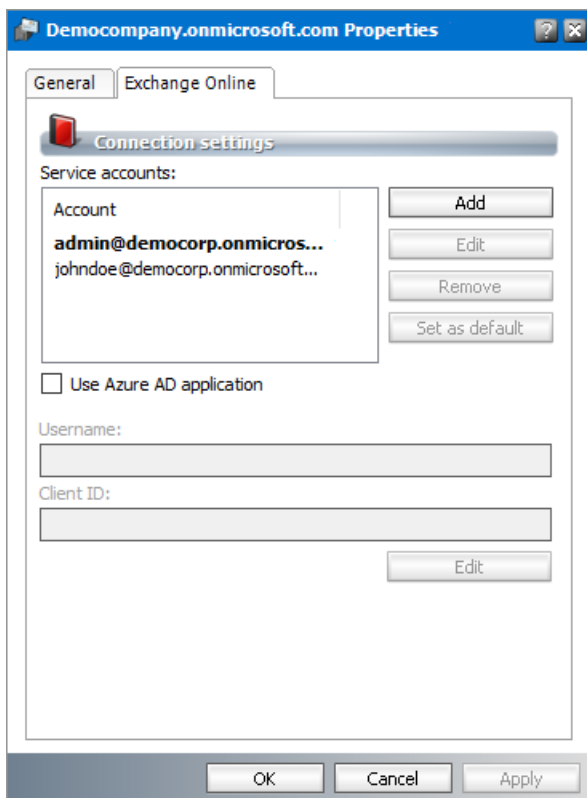 Democompany.onmicrosoft.com Properties
General
Exchange Online
Connection settings
Service accounts:
Account
admin@democorp.onmicros...
johndoe@democorp.onmicrosoft...
Add
Edit
Remove
Set as default
Use Azure AD application
Username:
Client ID:
Edit
OK
Cancel
Apply